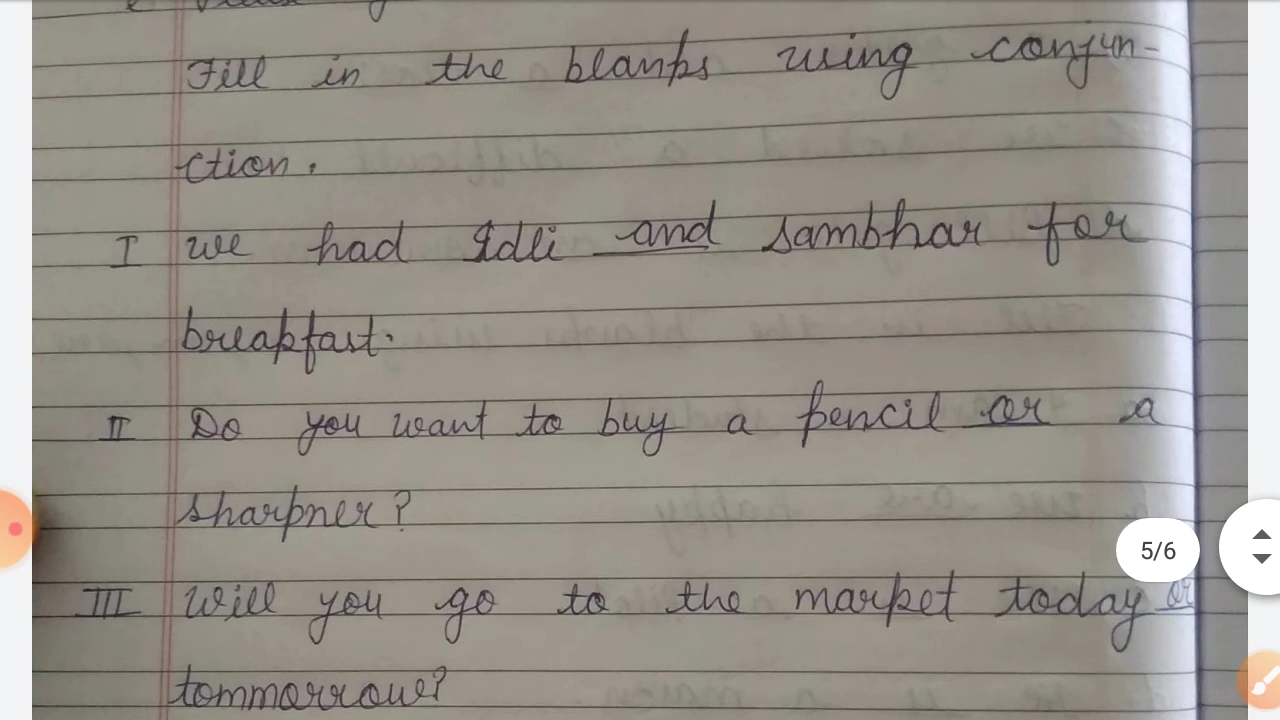 Fill in the blanks using conjun-
ction.
I we had Idli and sambhar for
breakfast.
II Do you want to buy a pencil or a
sharpner?
III Will you go to the market today or
tommorrow?
5/6